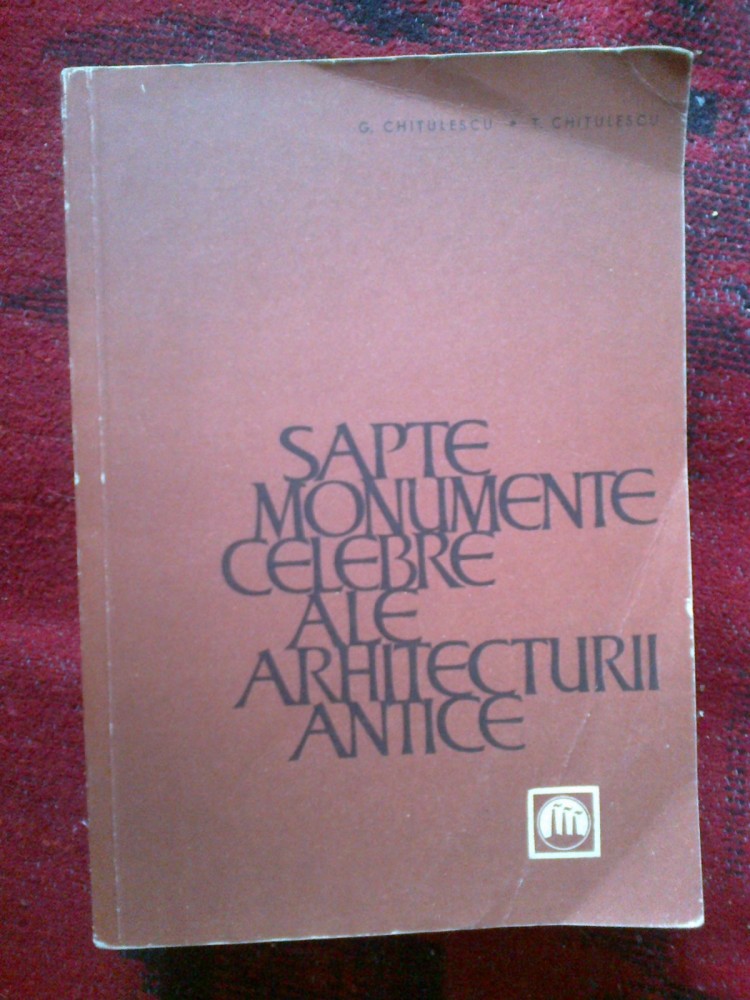 G. CHITULESCU • T. CHITULESCU
SAPTE
MONUMENTE
CELEBRE
ALE
ARHITECTURII
ANTICE